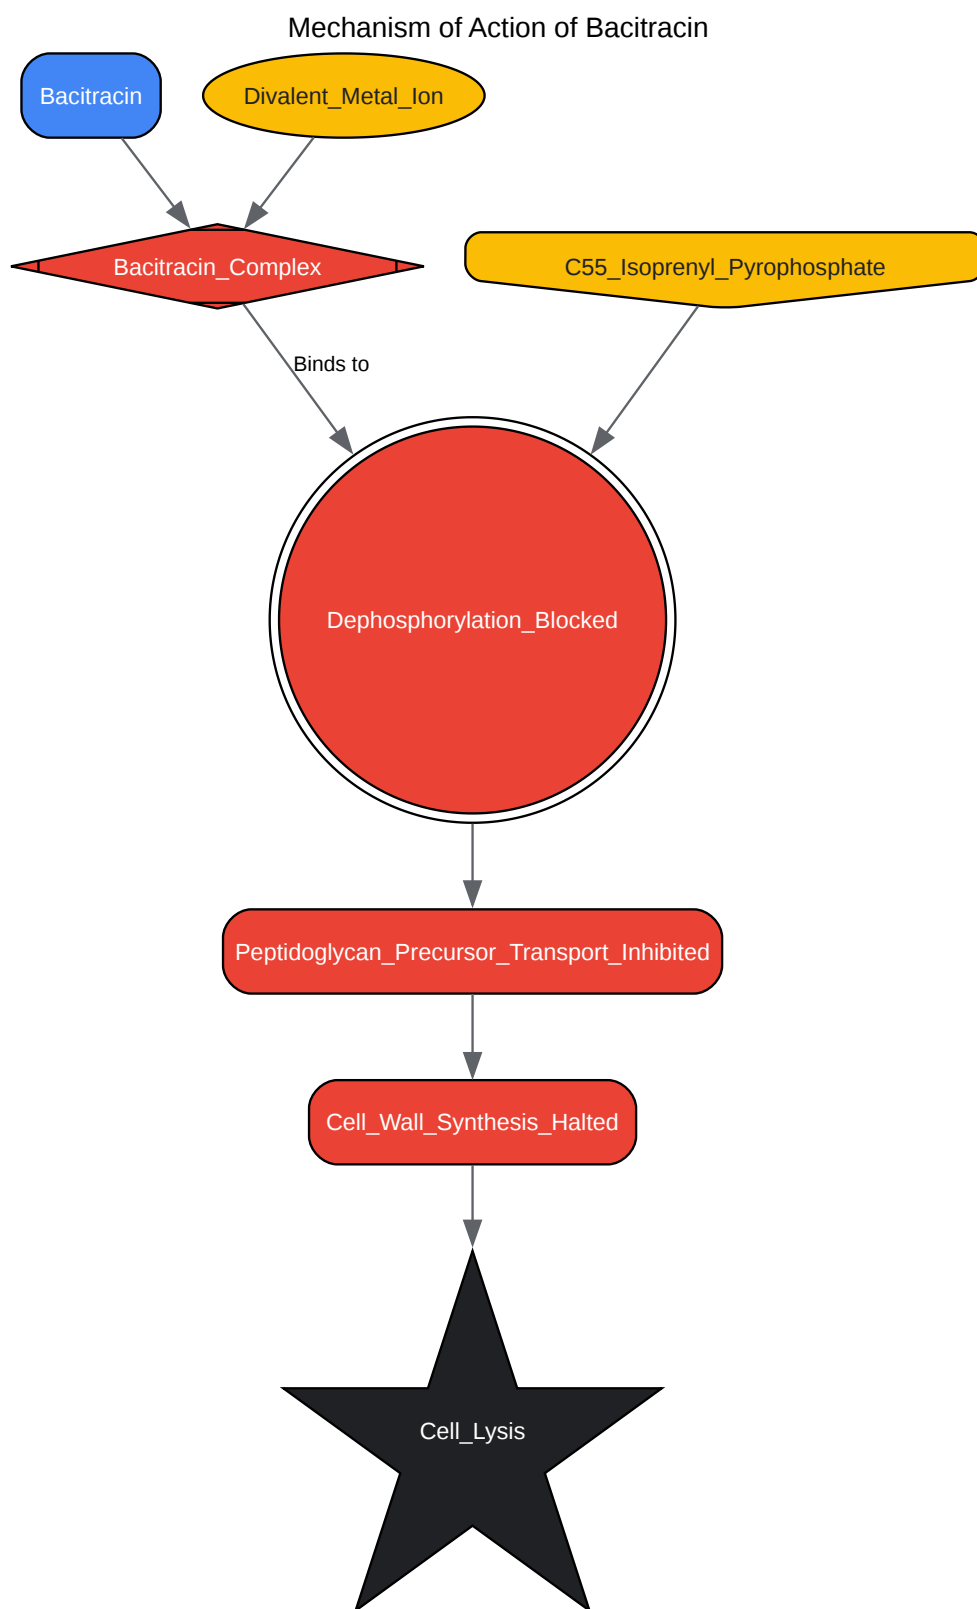 Mechanism of Action of Bacitracin
Bacitracin
Divalent_Metal_Ion
Bacitracin_Complex
C55_Isoprenyl_Pyrophosphate
Binds to
Dephosphorylation_Blocked
Peptidoglycan_Precursor_Transport_Inhibited
Cell_Wall_Synthesis_Halted
Cell_Lysis